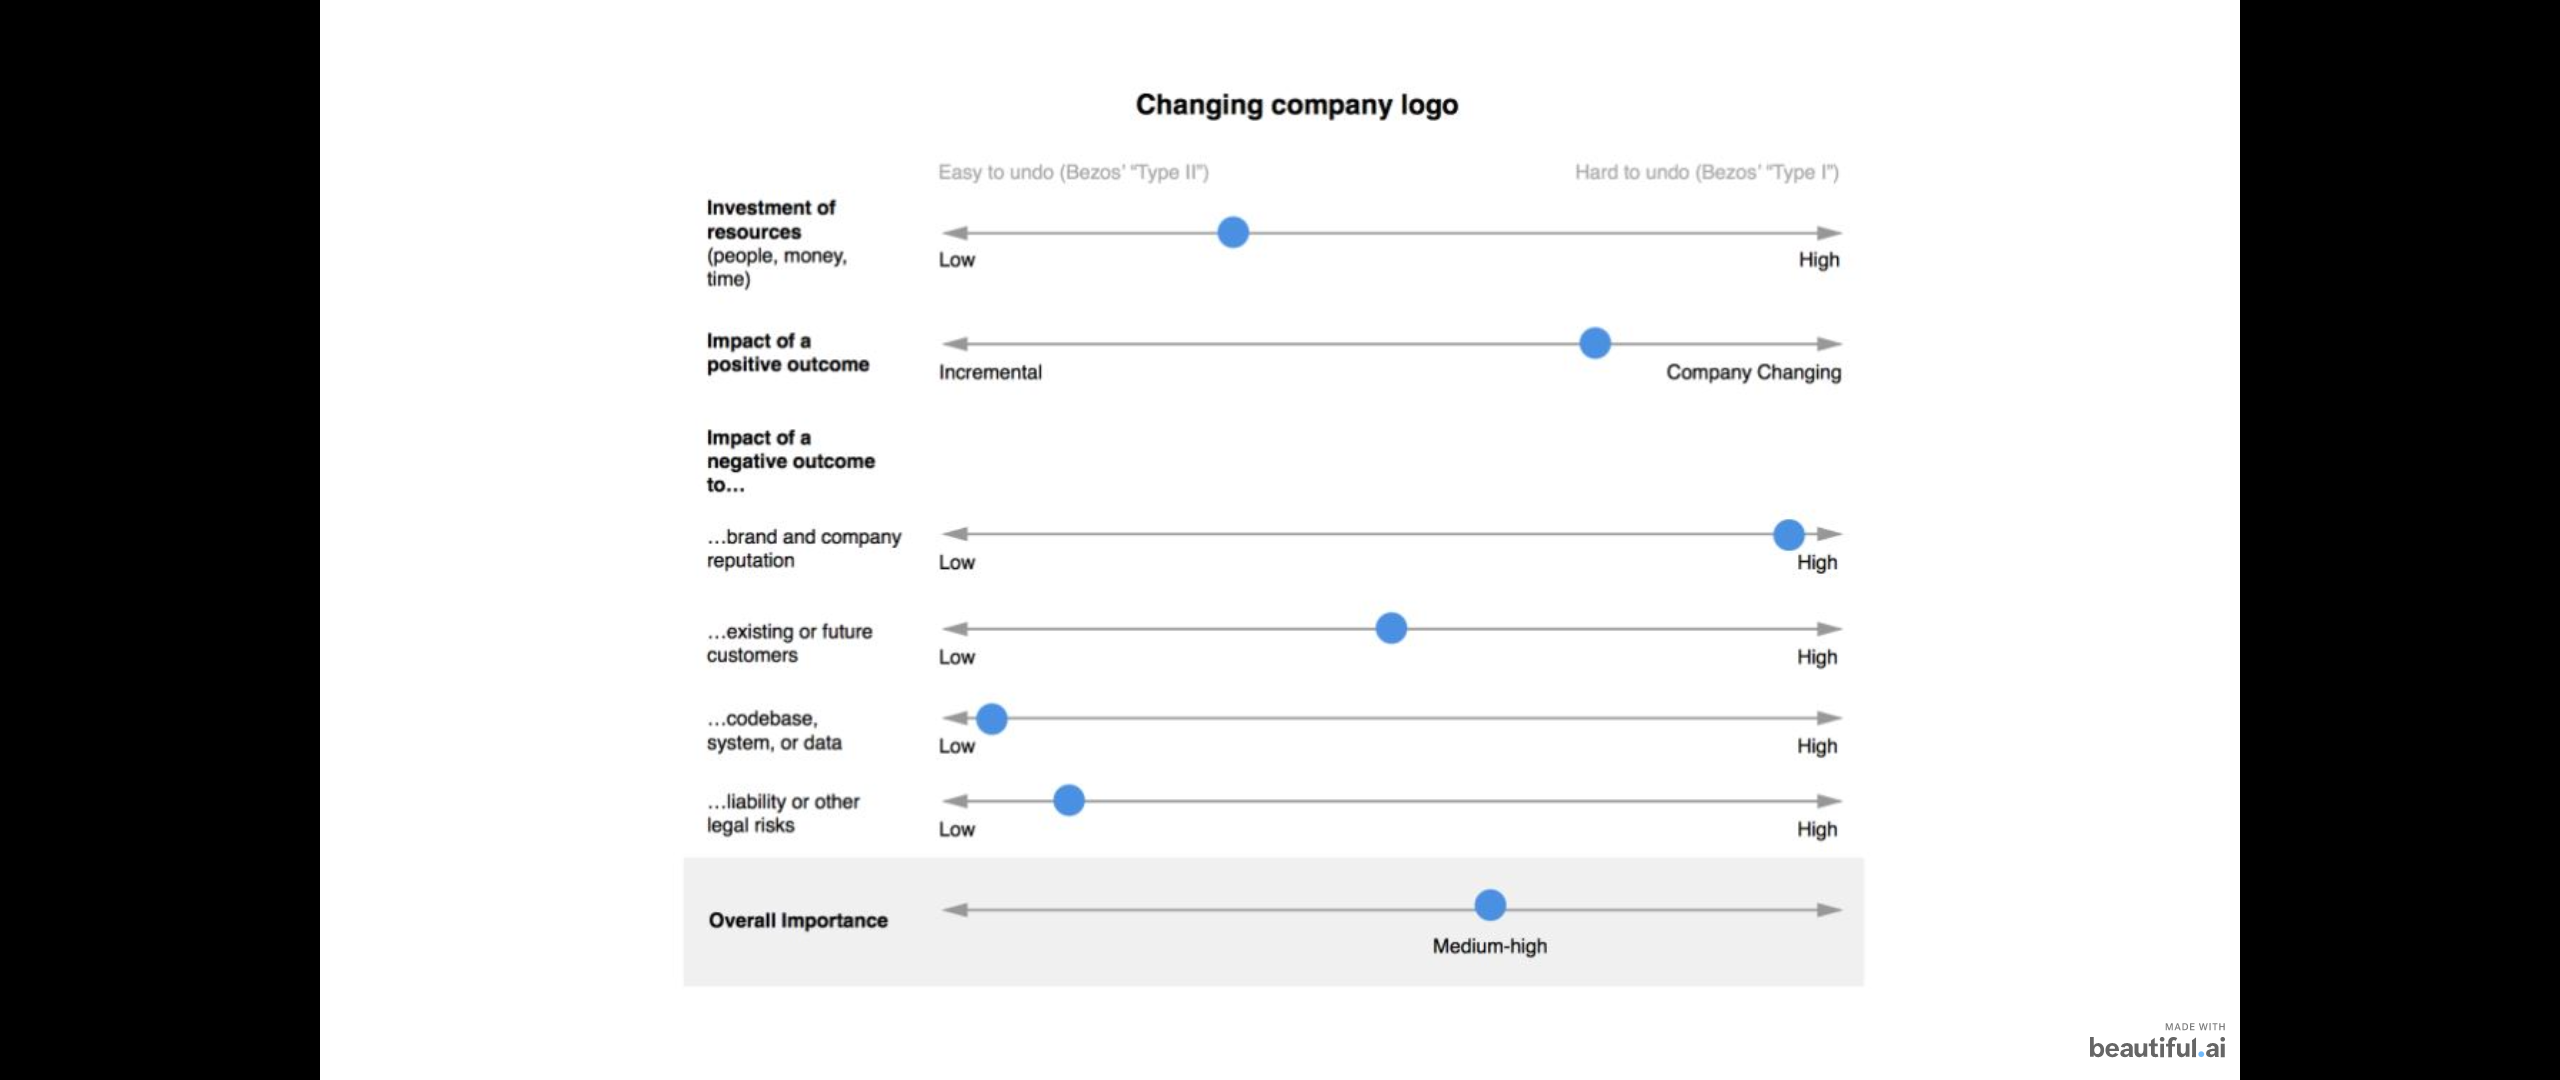 Changing company logo
Easy to undo (Bezos’ “Type II”)
Hard to undo (Bezos’ “Type I”)
Investment of
resources
(people, money,
time)
Low
High
Impact of a
positive outcome
Incremental
Company Changing
Impact of a
negative outcome
to…
…brand and company
reputation
Low
High
…existing or future
customers
Low
High
…codebase,
system, or data
Low
High
…liability or other
legal risks
Low
High
Overall Importance
Medium-high
MADE WITH
beautiful.ai